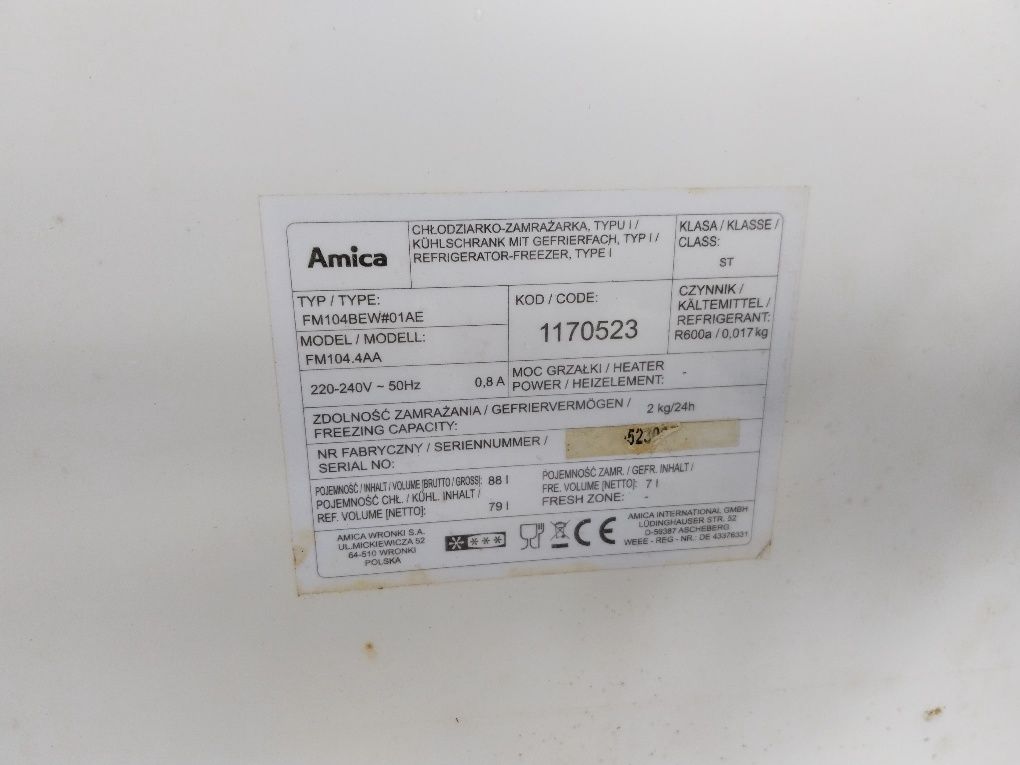 Amica
CHŁODZIARKO-ZAMRAŻARKA, TYPU I /
KÜHLSCHRANK MIT GEFRIERFACH, TYP I /
REFRIGERATOR-FREEZER, TYPE I
KLASA / KLASSE /
CLASS:
ST
TYP / TYPE:
FM104BEW#01AE
MODEL / MODELL:
FM104.4AA
KOD / CODE:
1170523
CZYNNIK /
KÄLTEMITTEL /
REFRIGERANT:
R600a / 0,017 kg
220-240V ~ 50Hz 0,8 A
MOC GRZAŁKI / HEATER
POWER / HEIZELEMENT: -
ZDOLNOŚĆ ZAMRAŻANIA / GEFRIERVERMÖGEN /
FREEZING CAPACITY: 2 kg/24h
NR FABRYCZNY / SERIENNUMMER /
SERIAL NO:
POJEMNOŚĆ / INHALT / VOLUME [BRUTTO / GROSS]: 88 l
POJEMNOŚĆ CHŁ. / KÜHL. INHALT /
REF. VOLUME [NETTO]: 79 l
POJEMNOŚĆ ZAMR. / GEFR. INHALT /
FRE. VOLUME [NETTO]: 7 l
FRESH ZONE: -
AMICA WRONKI S.A.
UL.MICKIEWICZA 52
64-510 WRONKI
POLSKA
CE
AMICA INTERNATIONAL GMBH
LÜDINGHAUSER STR. 52
D-59387 ASCHEBERG
WEEE - REG - NR.: DE 43376331